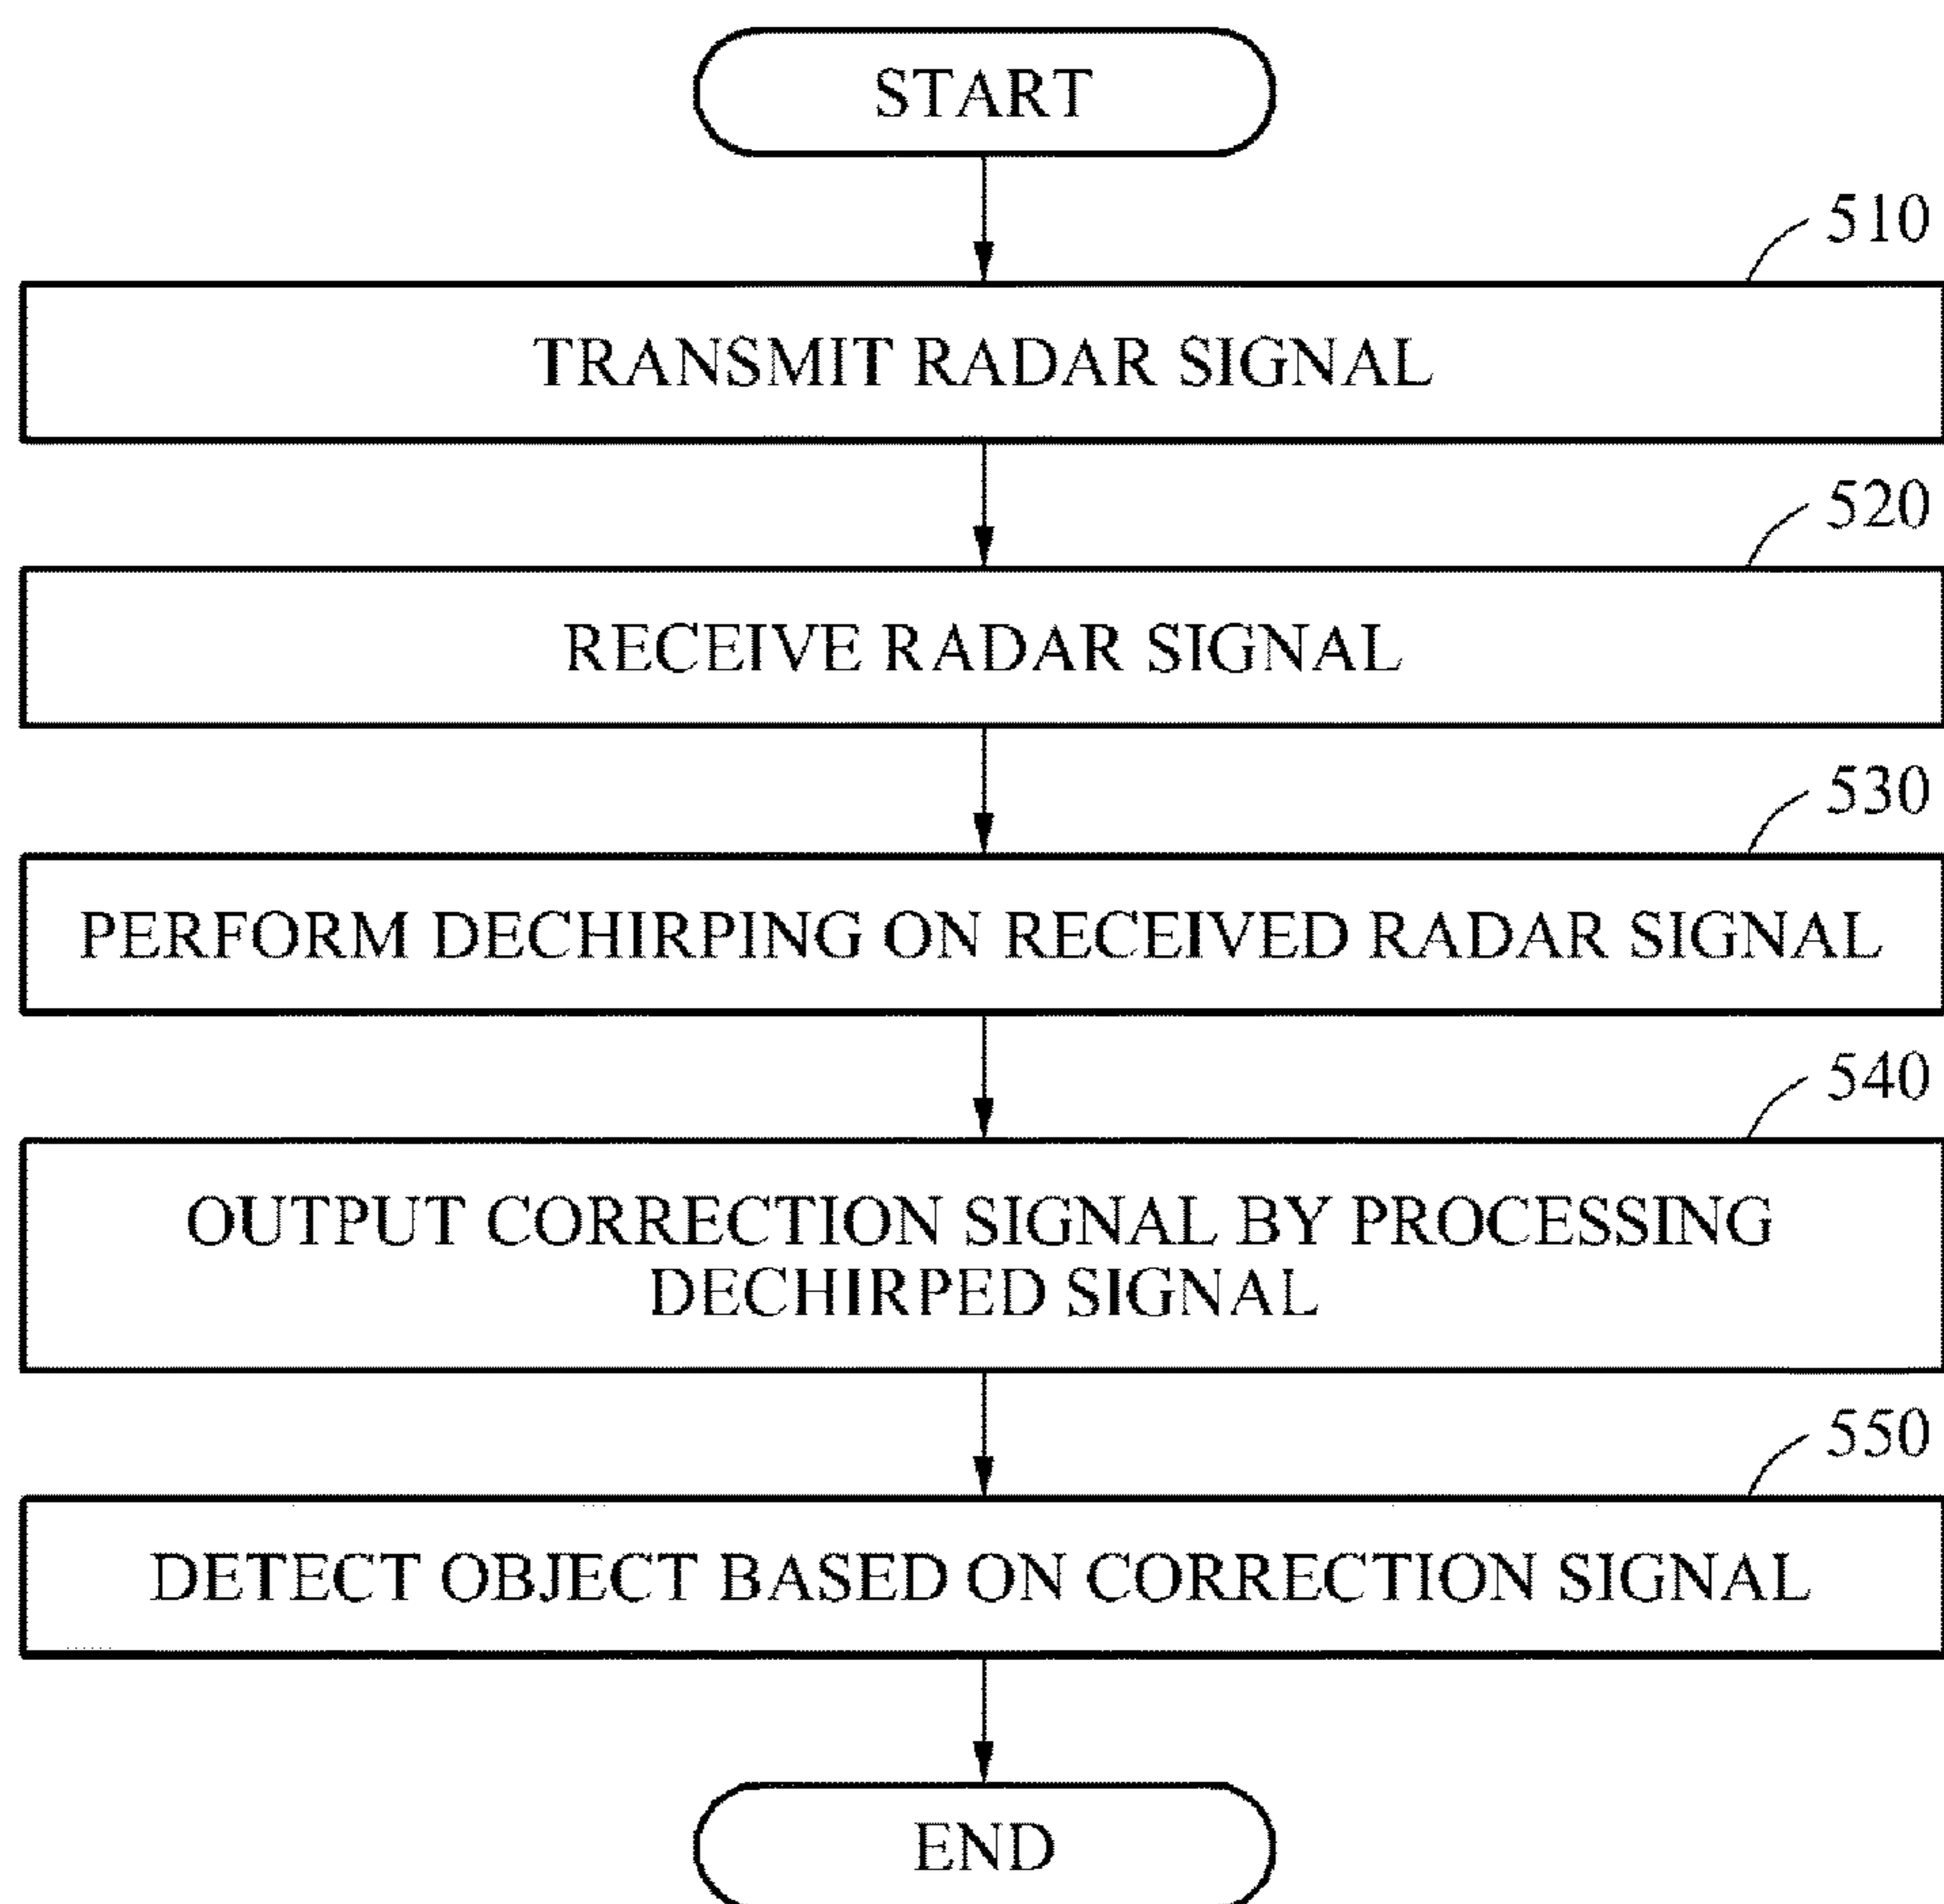 START
510
TRANSMIT RADAR SIGNAL
520
RECEIVE RADAR SIGNAL
530
PERFORM DECHIRPING ON RECEIVED RADAR SIGNAL
540
OUTPUT CORRECTION SIGNAL BY PROCESSING
DECHIRPED SIGNAL
550
DETECT OBJECT BASED ON CORRECTION SIGNAL
END